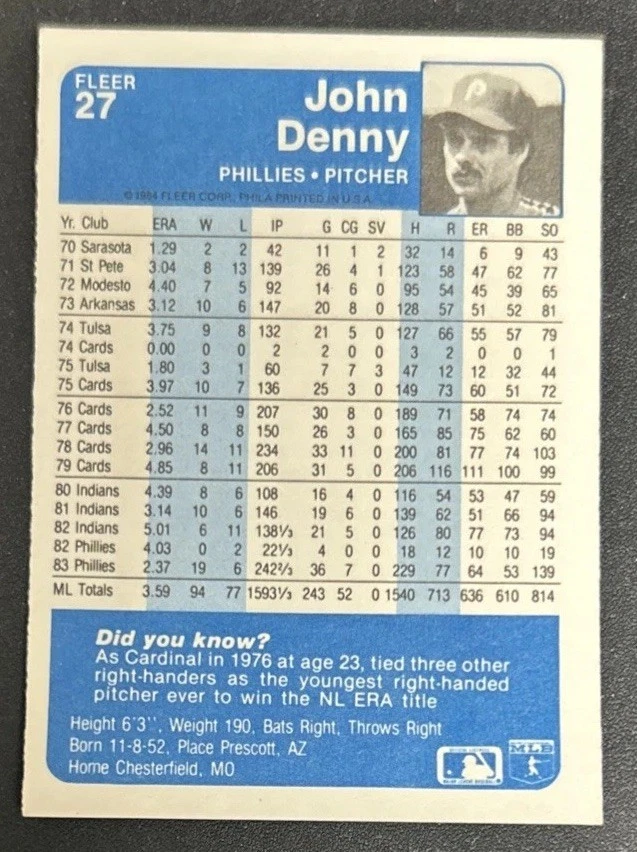 FLEER
27
John
Denny
PHILLIES • PITCHER
© 1984 FLEER CORP. PHILA PRINTED IN U.S.A.
Yr. Club ERA W L IP G CG SV H R ER BB SO
70 Sarasota 1.29 2 2 42 11 1 2 32 14 6 9 43
71 St Pete 3.04 8 13 139 26 4 1 123 58 47 62 77
72 Modesto 4.40 7 5 92 14 6 0 95 54 45 39 65
73 Arkansas 3.12 10 6 147 20 8 0 128 57 51 52 81
74 Tulsa 3.75 9 8 132 21 5 0 127 66 55 57 79
74 Cards 0.00 0 0 2 2 0 0 3 2 0 0 1
75 Tulsa 1.80 3 1 60 7 7 3 47 12 12 32 44
75 Cards 3.97 10 7 136 25 3 0 149 73 60 51 72
76 Cards 2.52 11 9 207 30 8 0 189 71 58 74 74
77 Cards 4.50 8 8 150 26 3 0 165 85 75 62 60
78 Cards 2.96 14 11 234 33 11 0 200 81 77 74 103
79 Cards 4.85 8 11 206 31 5 0 206 116 111 100 99
80 Indians 4.39 8 6 108 16 4 0 116 54 53 47 59
81 Indians 3.14 10 6 146 19 6 0 139 62 51 66 94
82 Indians 5.01 6 11 138⅓ 21 5 0 126 80 77 73 94
82 Phillies 4.03 0 2 22⅓ 4 0 0 18 12 10 10 19
83 Phillies 2.37 19 6 242⅔ 36 7 0 229 77 64 53 139
ML Totals 3.59 94 77 1593⅓ 243 52 0 1540 713 636 610 814
Did you know?
As Cardinal in 1976 at age 23, tied three other
right-handers as the youngest right-handed
pitcher ever to win the NL ERA title
Height 6'3'', Weight 190, Bats Right, Throws Right
Born 11-8-52, Place Prescott, AZ
Home Chesterfield, MO
MLB